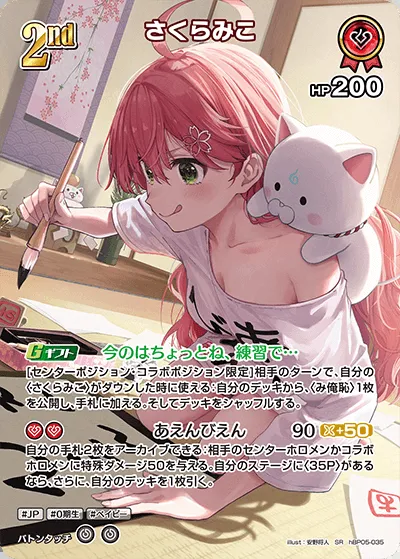 2nd
さくらみこ
HP200
Gギフト 今のはちょっとね、練習で…
[センターポジション・コラボポジション限定]相手のターンで、自分の
〈さくらみこ〉がダウンした時に使える：自分のデッキから、〈み俺恥〉1枚
を公開し、手札に加える。そしてデッキをシャッフルする。
あえんびえん 90 +50
自分の手札2枚をアーカイブできる：相手のセンターホロメンかコラボ
ホロメンに特殊ダメージ50を与える。自分のステージに〈35P〉がある
なら、さらに、自分のデッキを1枚引く。
#JP #0期生 #ベイビー
バトンタッチ
illust：安野将人 SR hBP05-035